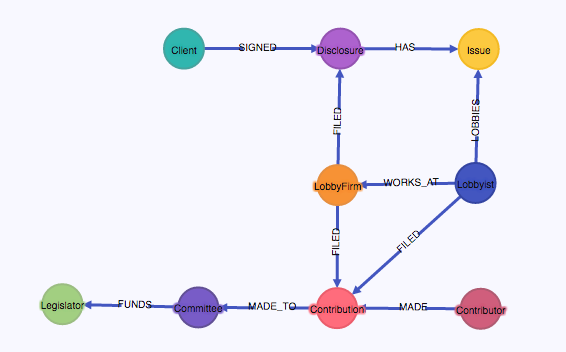 Client
SIGNED
Disclosure
HAS
Issue
FILED
LOBBIES
LobbyFirm
WORKS_AT
Lobbyist
FILED
FILED
Legislator
FUNDS
Committee
MADE_TO
Contribution
MADE
Contributor